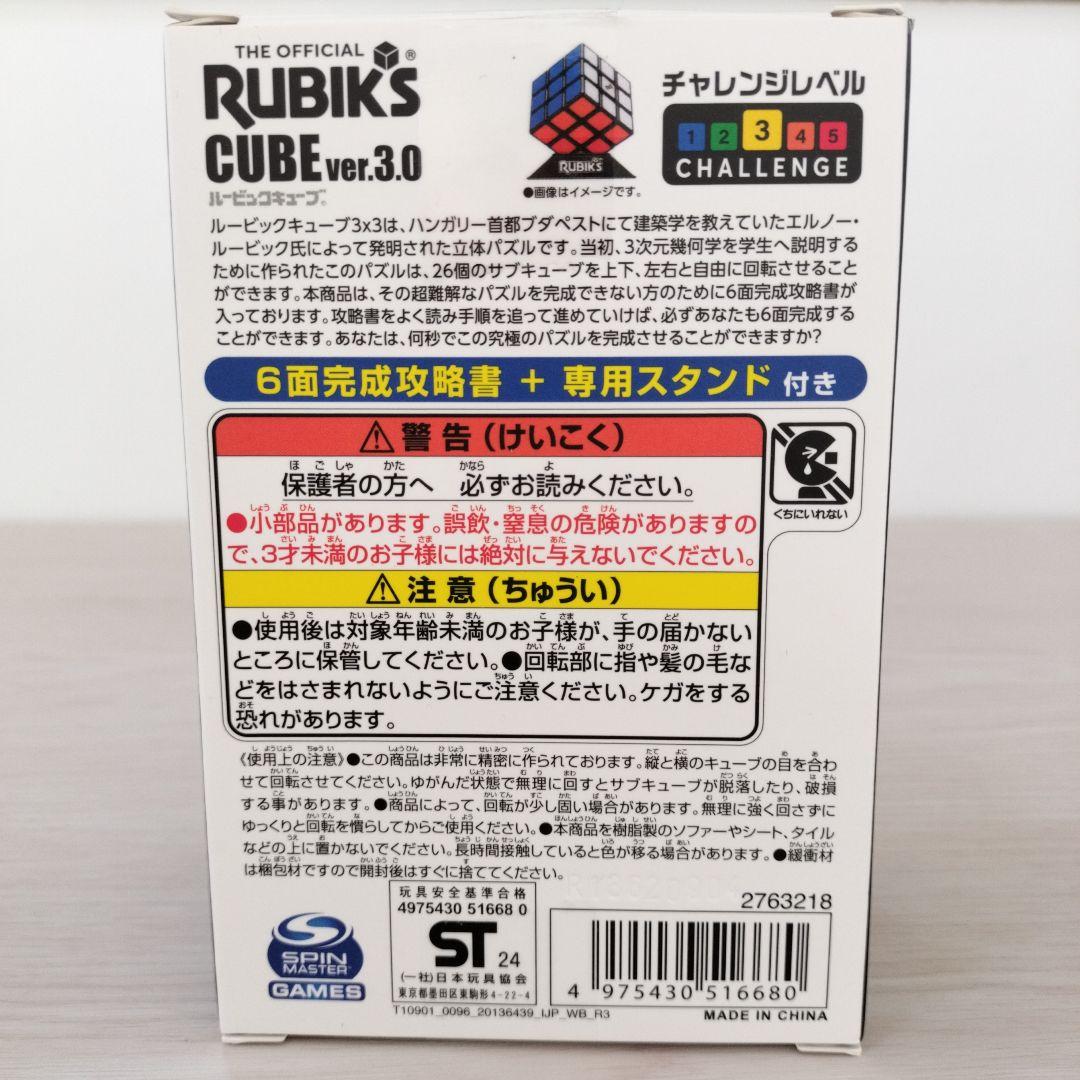 THE OFFICIAL
RUBIK'S®
CUBE ver.3.0
ルービックキューブ®
RUBIK'S
●画像はイメージです。
チャレンジレベル
1 2 3 4 5
CHALLENGE
ルービックキューブ3x3は、ハンガリー首都ブダペストにて建築学を教えていたエルノー・
ルービック氏によって発明された立体パズルです。当初、3次元幾何学を学生へ説明する
ために作られたこのパズルは、26個のサブキューブを上下、左右と自由に回転させること
ができます。本商品は、その超難解なパズルを完成できない方のために6面完成攻略書が
入っております。攻略書をよく読み手順を追って進めていけば、必ずあなたも6面完成する
ことができます。あなたは、何秒でこの究極のパズルを完成させることができますか?
6面完成攻略書 + 専用スタンド 付き
警告(けいこく)
保護者の方へ 必ずお読みください。
●小部品があります。誤飲・窒息の危険がありますの
で、3才未満のお子様には絶対に与えないでください。
くちにいれない
注意(ちゅうい)
●使用後は対象年齢未満のお子様が、手の届かない
ところに保管してください。●回転部に指や髪の毛な
どをはさまれないようにご注意ください。ケガをする
恐れがあります。
《使用上の注意》●この商品は非常に精密に作られております。縦と横のキューブの目を合わ
せて回転させてください。ゆがんだ状態で無理に回すとサブキューブが脱落したり、破損
する事があります。●商品によって、回転が少し固い場合があります。無理に強く回さずに
ゆっくりと回転を慣らしてからご使用ください。●本商品を樹脂製のソファーやシート、タイル
などの上に置かないでください。長時間接触していると色が移る場合があります。●緩衝材
は梱包材ですので開封後はすぐに捨ててください。
SPIN
MASTER
GAMES
玩具安全基準合格
4975430 51668 0
ST 24
(一社)日本玩具協会
東京都墨田区東駒形4-22-4
T10901_0096_20136439_IJP_WB_R3
2763218
4 975430 516680
MADE IN CHINA